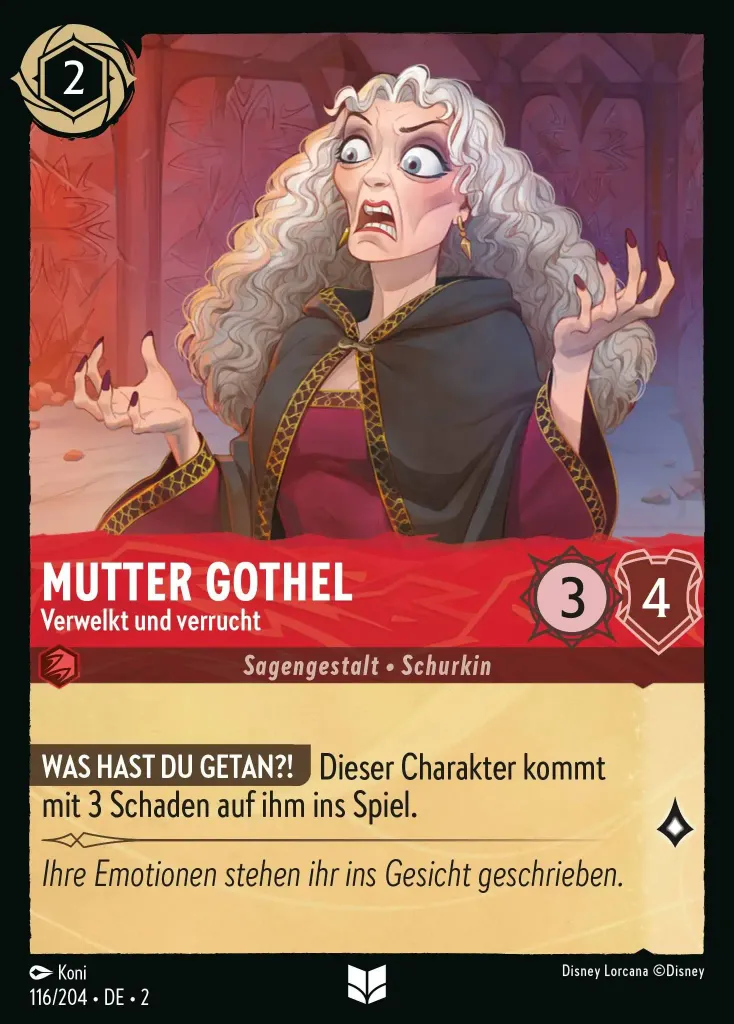 2
MUTTER GOTHEL
Verwelkt und verrucht
3
4
Sagengestalt • Schurkin
WAS HAST DU GETAN?! Dieser Charakter kommt
mit 3 Schaden auf ihm ins Spiel.
Ihre Emotionen stehen ihr ins Gesicht geschrieben.
Koni
116/204 • DE • 2
Disney Lorcana ©Disney